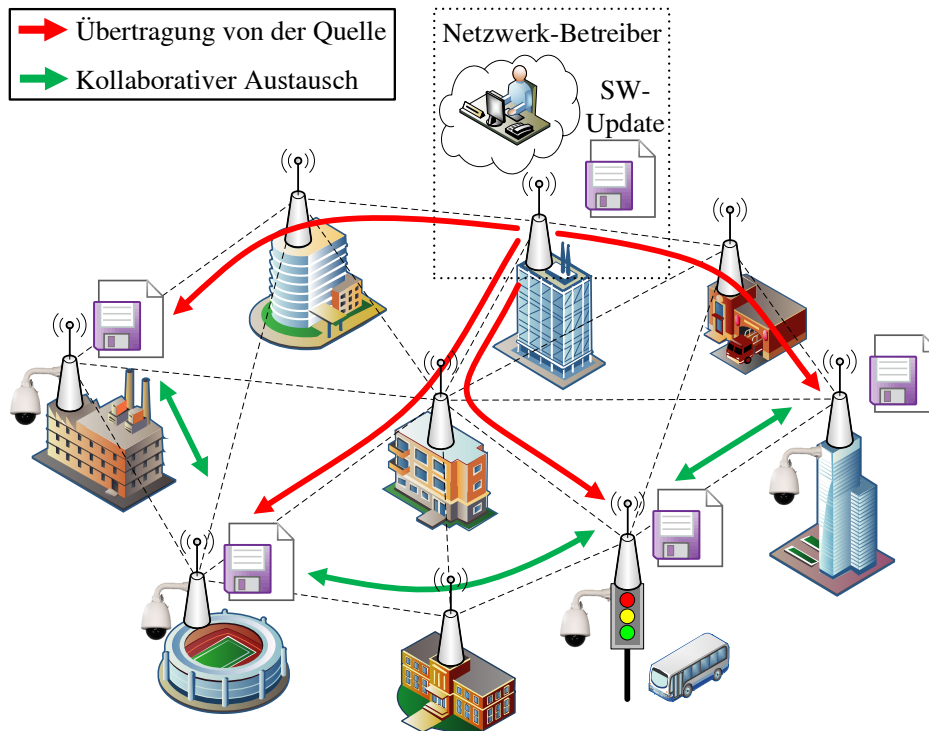 Übertragung von der Quelle
Kollaborativer Austausch
Netzwerk-Betreiber
SW-
Update